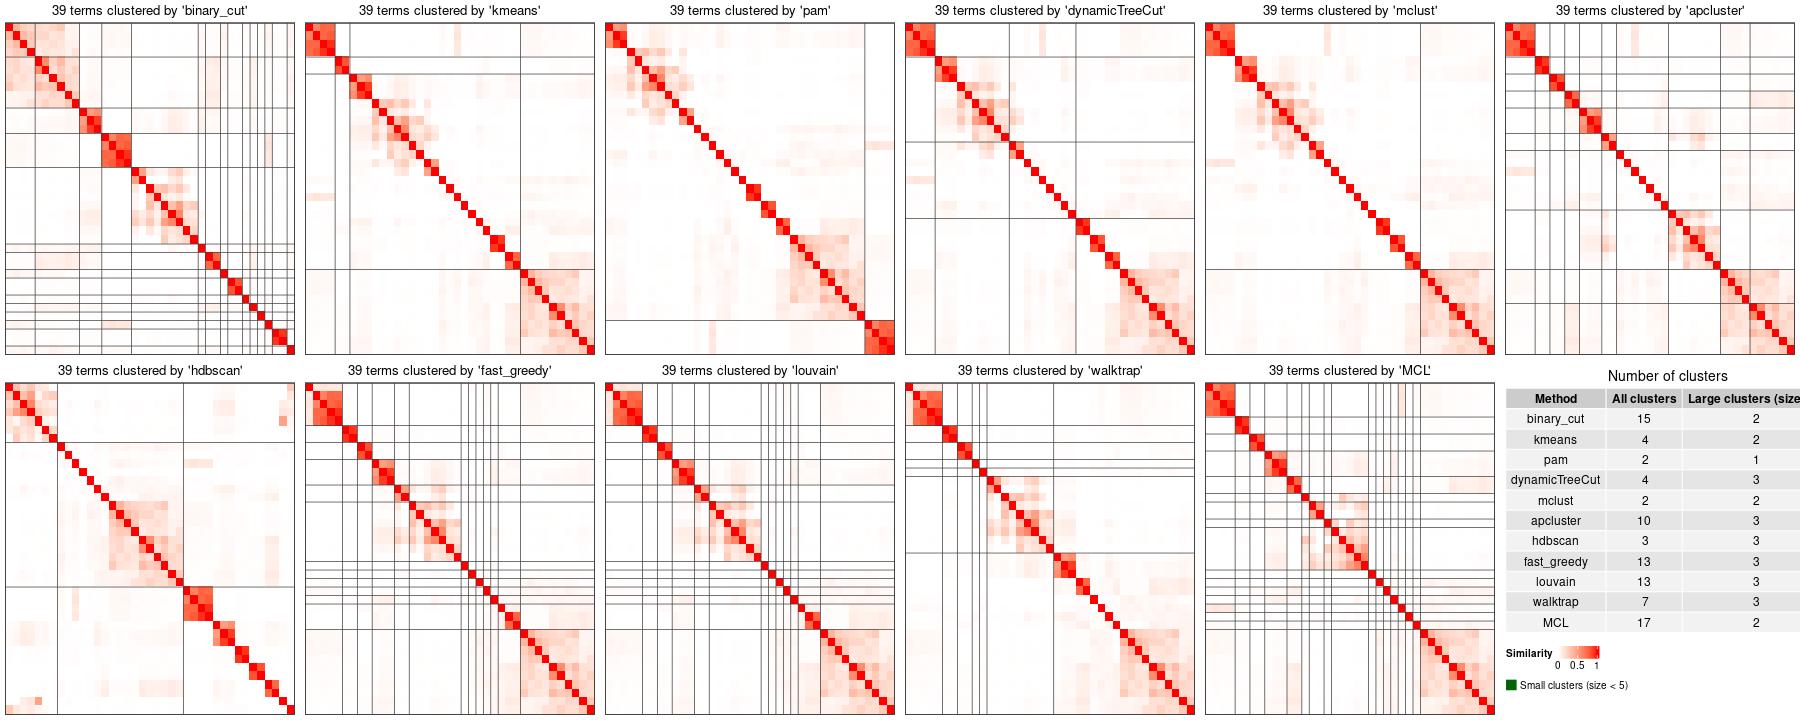 39 terms clustered by 'binary_cut'
39 terms clustered by 'kmeans'
39 terms clustered by 'pam'
39 terms clustered by 'dynamicTreeCut'
39 terms clustered by 'mclust'
39 terms clustered by 'apcluster'
39 terms clustered by 'hdbscan'
39 terms clustered by 'fast_greedy'
39 terms clustered by 'louvain'
39 terms clustered by 'walktrap'
39 terms clustered by 'MCL'
Number of clusters
Method All clusters Large clusters (size
binary_cut 15 2
kmeans 4 2
pam 2 1
dynamicTreeCut 4 3
mclust 2 2
apcluster 10 3
hdbscan 3 3
fast_greedy 13 3
louvain 13 3
walktrap 7 3
MCL 17 2
Similarity
0 0.5 1
Small clusters (size < 5)